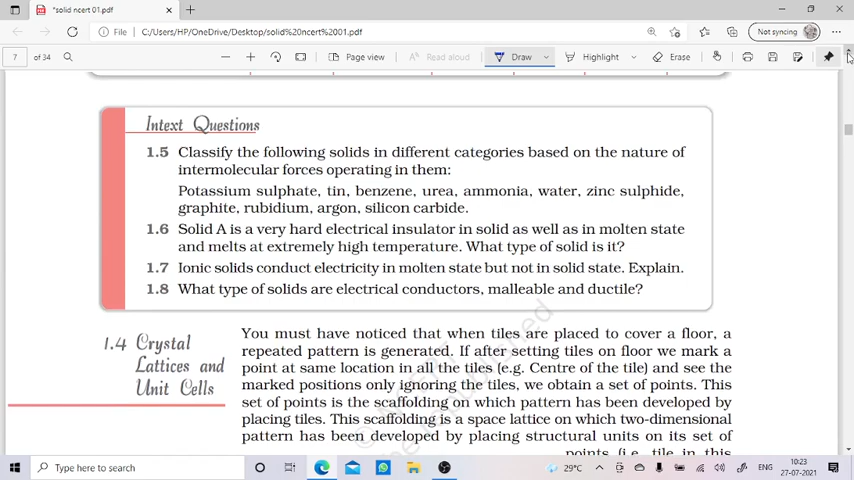 *solid ncert 01.pdf
File
C:/Users/HP/OneDrive/Desktop/solid%20ncert%2001.pdf
Not syncing
7 of 34
Page view
Read aloud
Draw
Highlight
Erase
Intext Questions
1.5 Classify the following solids in different categories based on the nature of
intermolecular forces operating in them:
Potassium sulphate, tin, benzene, urea, ammonia, water, zinc sulphide,
graphite, rubidium, argon, silicon carbide.
1.6 Solid A is a very hard electrical insulator in solid as well as in molten state
and melts at extremely high temperature. What type of solid is it?
1.7 Ionic solids conduct electricity in molten state but not in solid state. Explain.
1.8 What type of solids are electrical conductors, malleable and ductile?
1.4 Crystal
Lattices and
Unit Cells
You must have noticed that when tiles are placed to cover a floor, a
repeated pattern is generated. If after setting tiles on floor we mark a
point at same location in all the tiles (e.g. Centre of the tile) and see the
marked positions only ignoring the tiles, we obtain a set of points. This
set of points is the scaffolding on which pattern has been developed by
placing tiles. This scaffolding is a space lattice on which two-dimensional
pattern has been developed by placing structural units on its set of
points (i.e. tile in this
Type here to search
29°C
ENG
10:23
27-07-2021